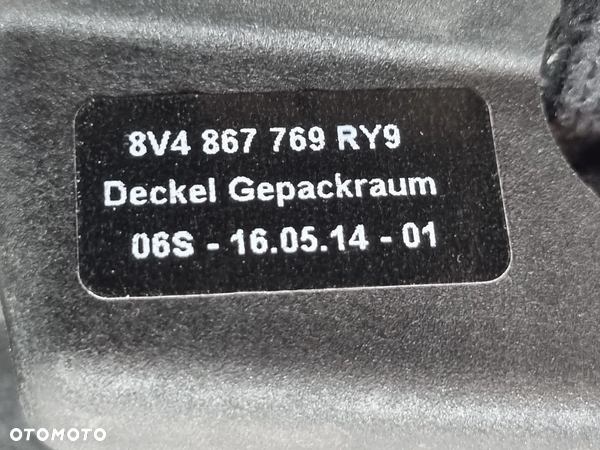 8V4 867 769 RY9
Deckel Gepackraum
06S - 16.05.14 - 01
OTOMOTO